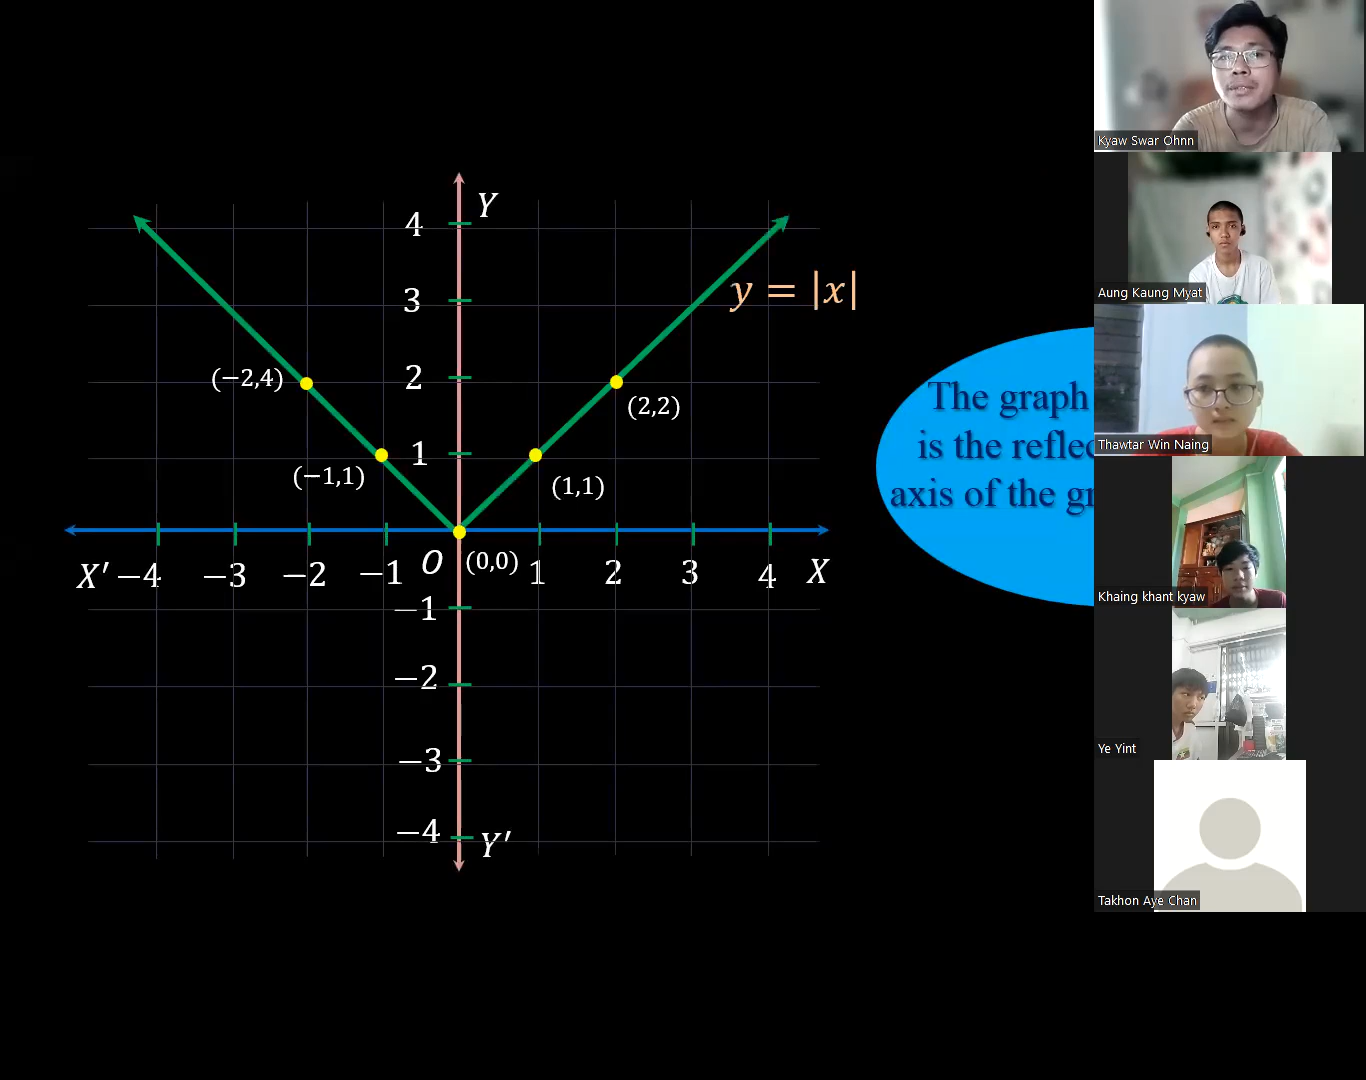 Y
4
3
y = |x|
(−2,4)
2
(2,2)
(−1,1)
1
(1,1)
X′
−4
−3
−2
−1
O
(0,0)
1
2
3
4
X
−1
−2
−3
−4
Y′
The graph
is the
axis of the
Kyaw Swar Ohnn
Aung Kaung Myat
Thawtar Win Naing
Khaing khant kyaw
Ye Yint
Takhon Aye Chan